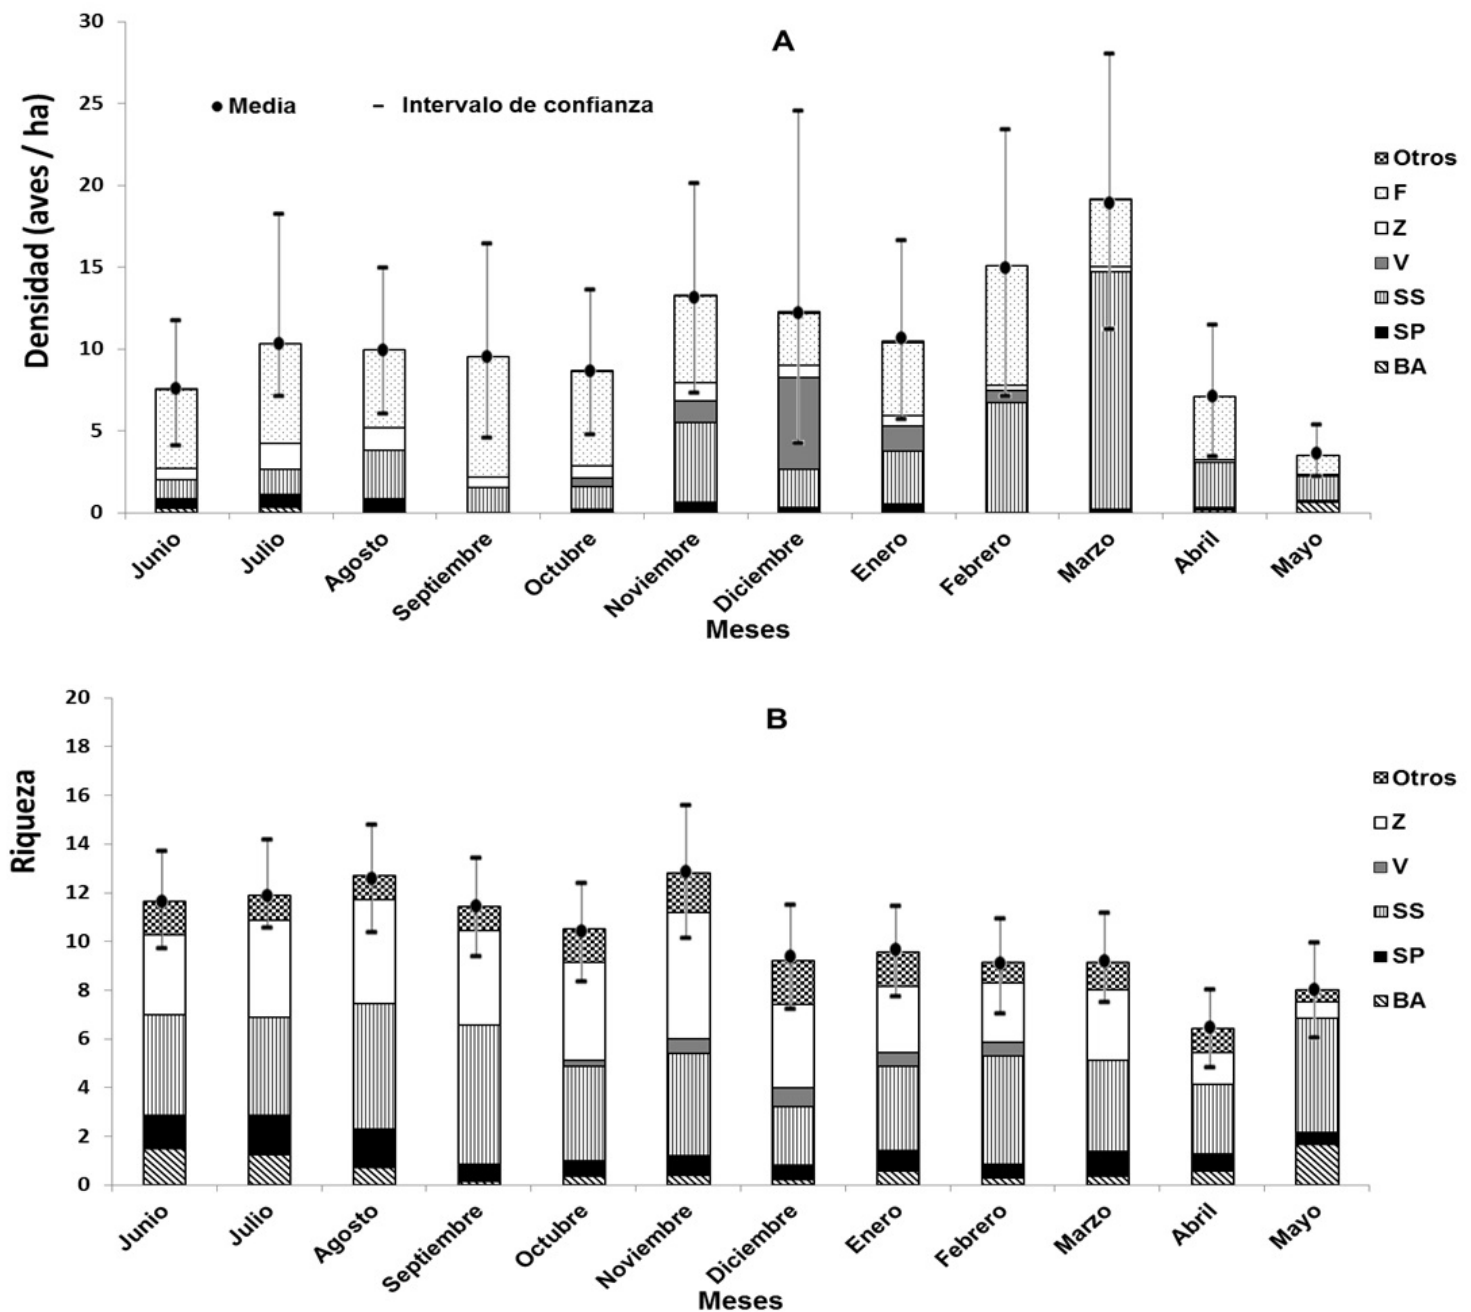 A
Densidad (aves / ha)
30
25
20
15
10
5
0
Media
Intervalo de confianza
Otros
F
Z
V
SS
SP
BA
Junio
Julio
Agosto
Septiembre
Octubre
Noviembre
Diciembre
Enero
Febrero
Marzo
Abril
Mayo
Meses
B
Riqueza
20
18
16
14
12
10
8
6
4
2
0
Otros
Z
V
SS
SP
BA
Junio
Julio
Agosto
Septiembre
Octubre
Noviembre
Diciembre
Enero
Febrero
Marzo
Abril
Mayo
Meses